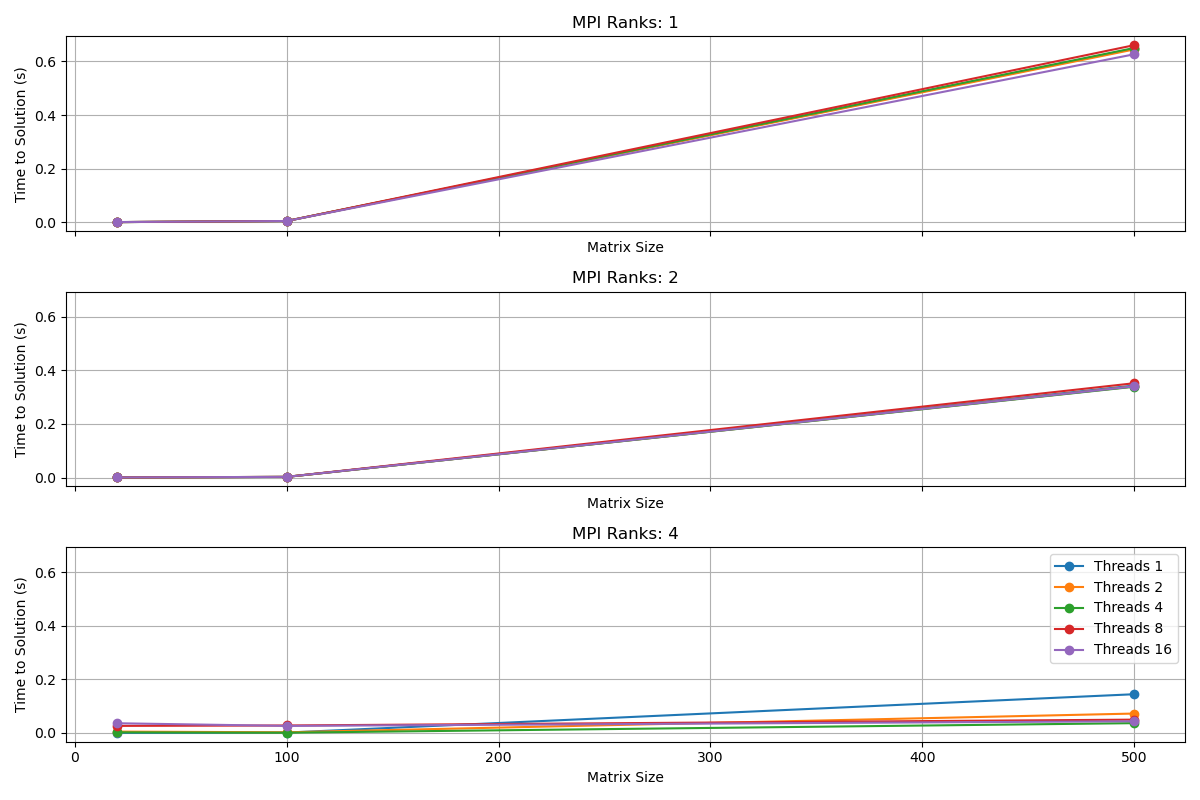 MPI Ranks: 1
Time to Solution (s)
0.6
0.4
0.2
0.0
Matrix Size
MPI Ranks: 2
Time to Solution (s)
0.6
0.4
0.2
0.0
Matrix Size
MPI Ranks: 4
Time to Solution (s)
0.6
0.4
0.2
0.0
Threads 1
Threads 2
Threads 4
Threads 8
Threads 16
0 100 200 300 400 500
Matrix Size